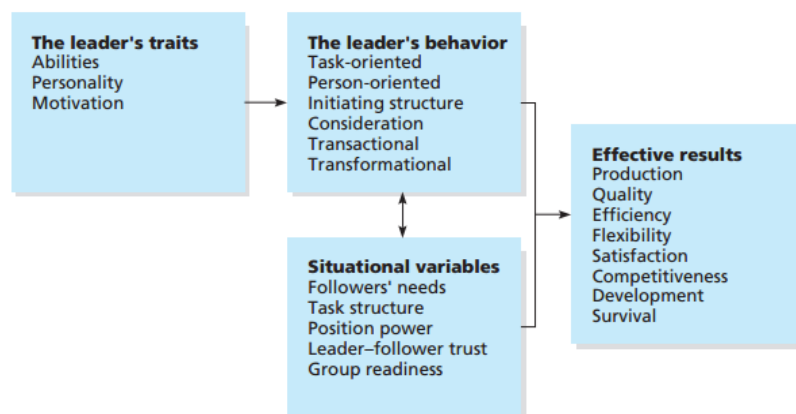 The leader's traits
Abilities
Personality
Motivation
The leader's behavior
Task-oriented
Person-oriented
Initiating structure
Consideration
Transactional
Transformational
Situational variables
Followers' needs
Task structure
Position power
Leader–follower trust
Group readiness
Effective results
Production
Quality
Efficiency
Flexibility
Satisfaction
Competitiveness
Development
Survival